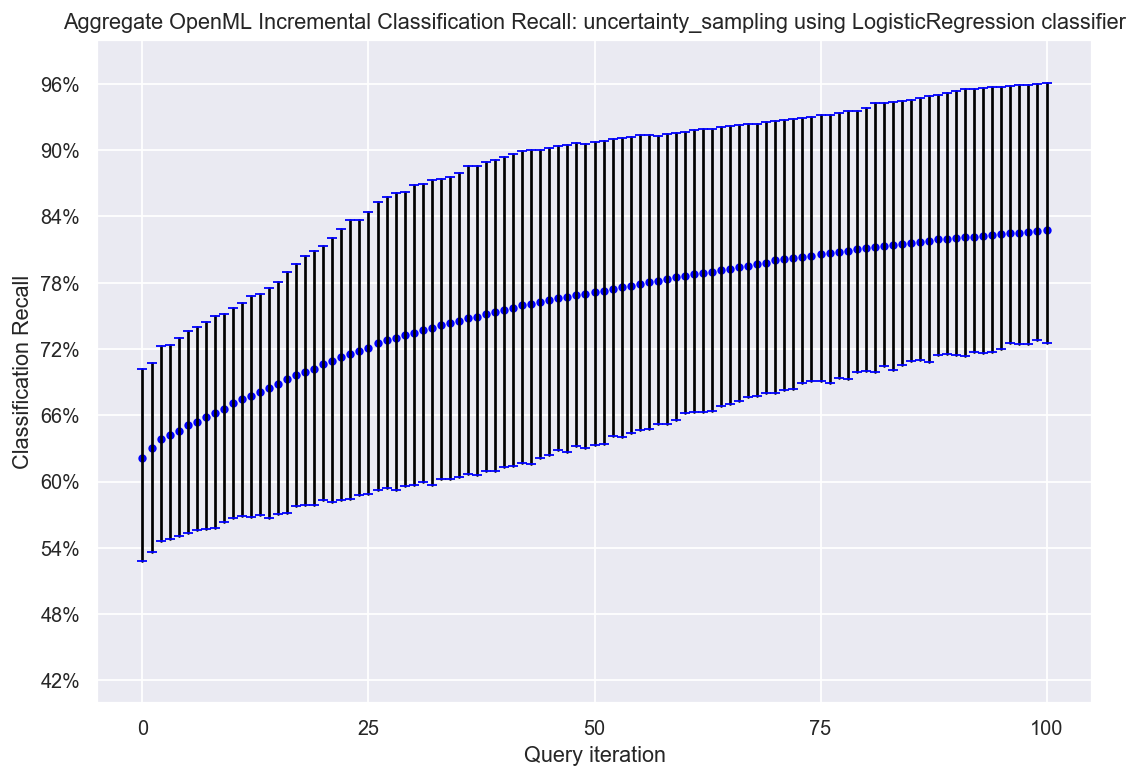 Aggregate OpenML Incremental Classification Recall: uncertainty_sampling using LogisticRegression classifier
96%
90%
84%
78%
72%
66%
60%
54%
48%
42%
Classification Recall
0 25 50 75 100
Query iteration